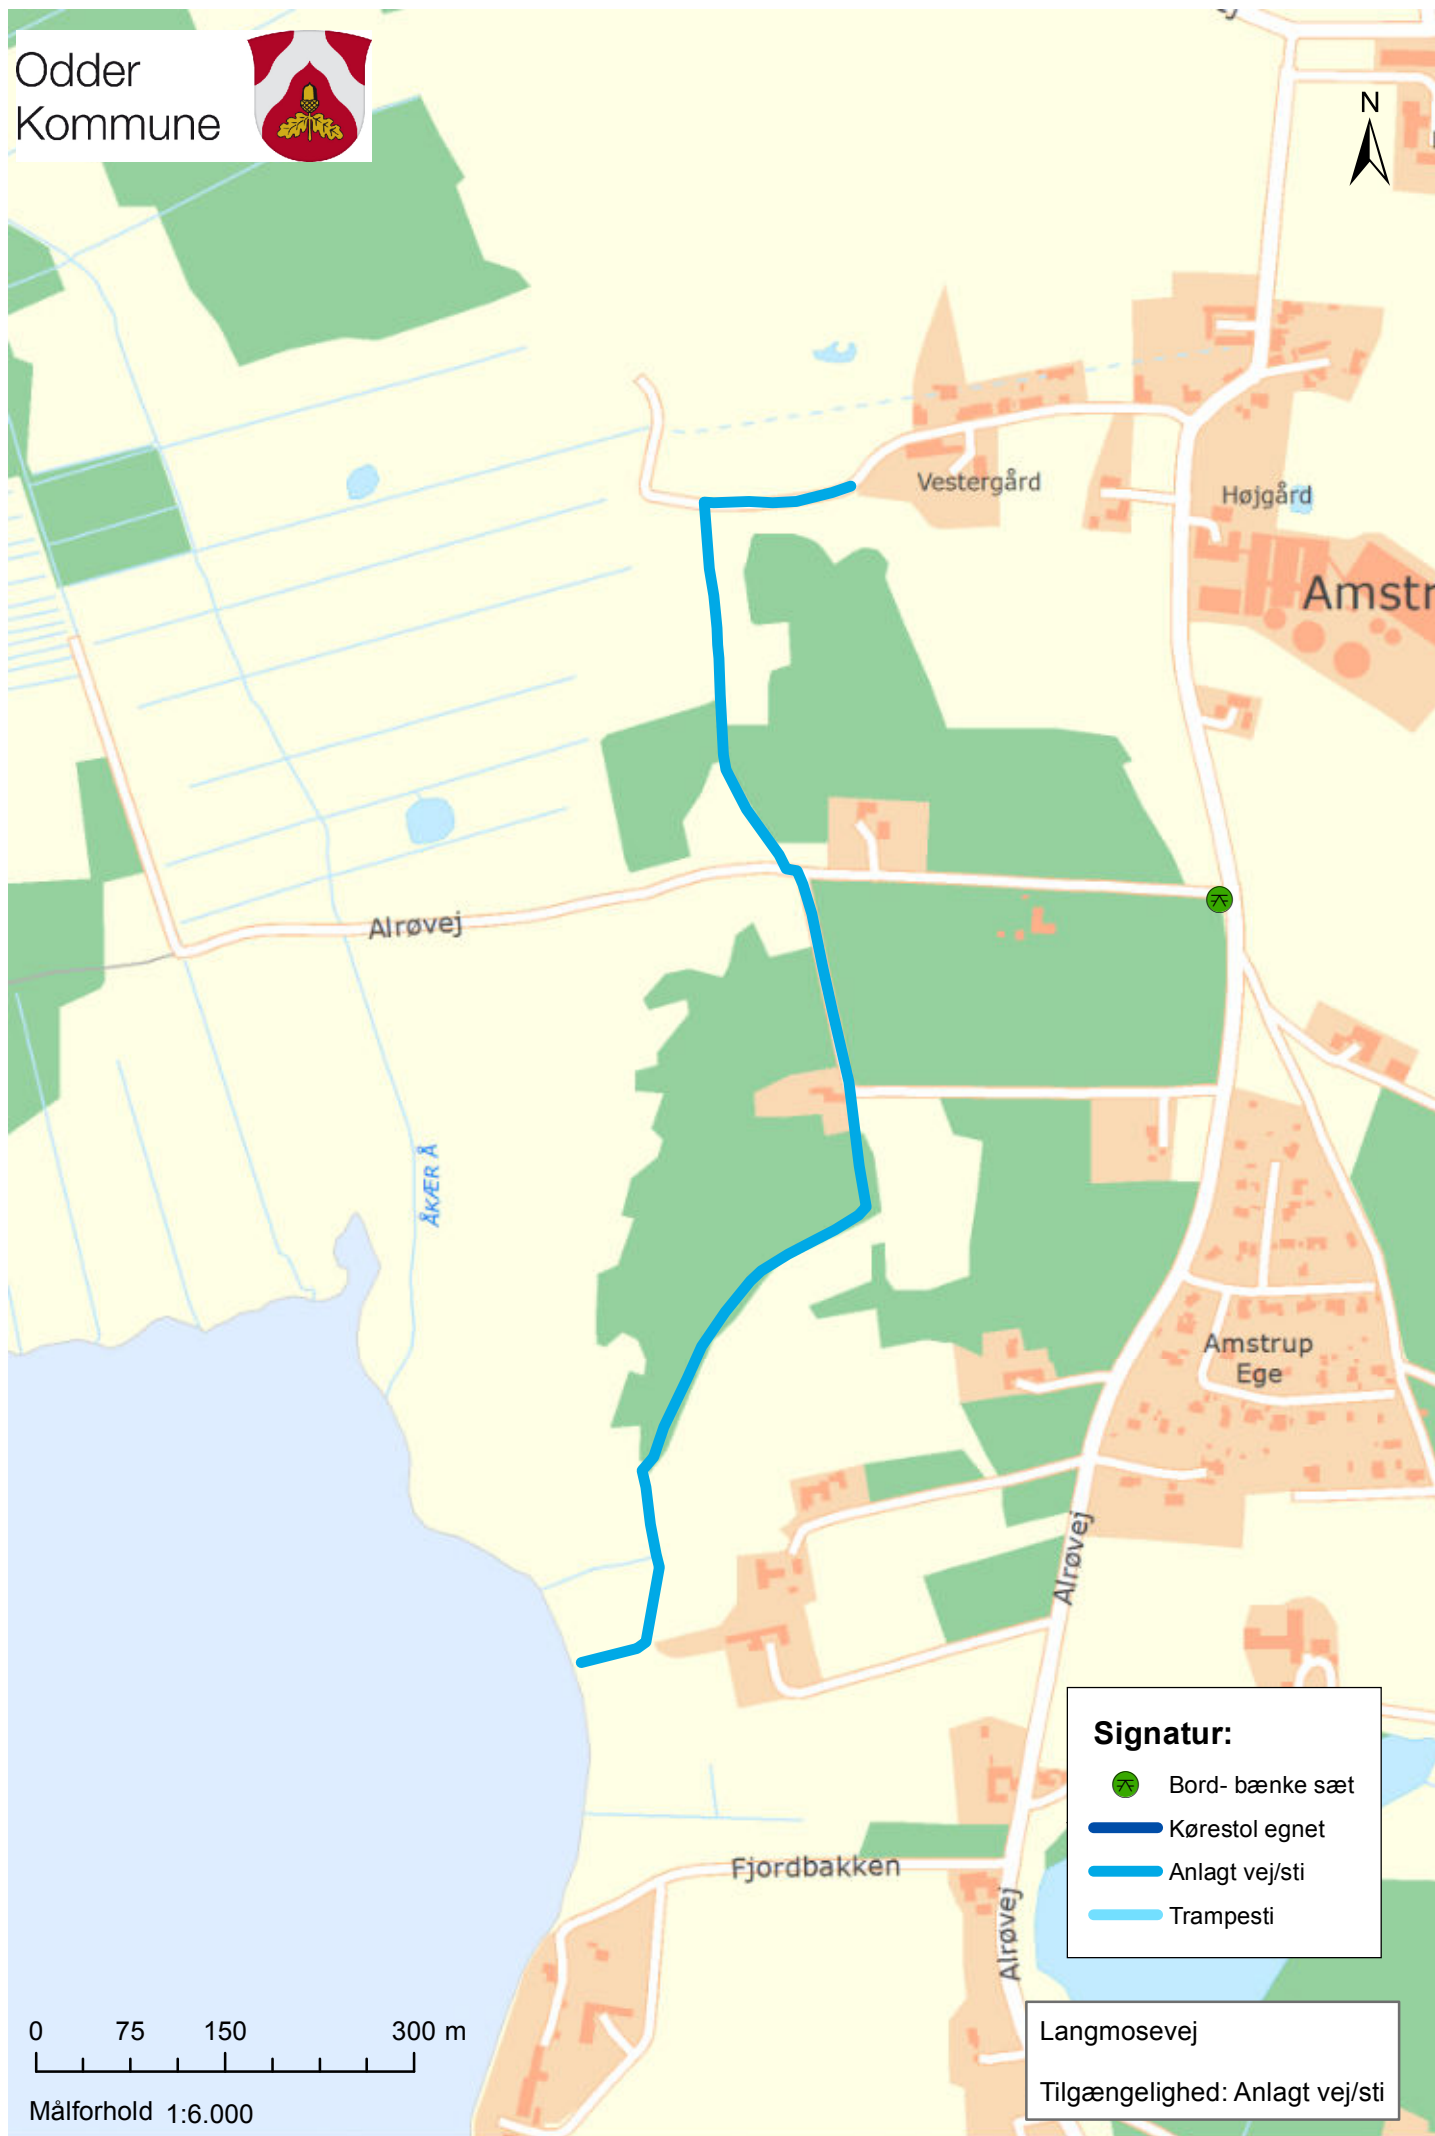 Odder
Kommune
N
Vestergård
Højgård
Amstr
Alrøvej
ÅKÆR Å
Amstrup
Ege
Alrøvej
Signatur:
Bord- bænke sæt
Kørestol egnet
Anlagt vej/sti
Trampesti
Fjordbakken
Alrøvej
0 75 150 300 m
Målforhold 1:6.000
Langmosevej
Tilgængelighed: Anlagt vej/sti